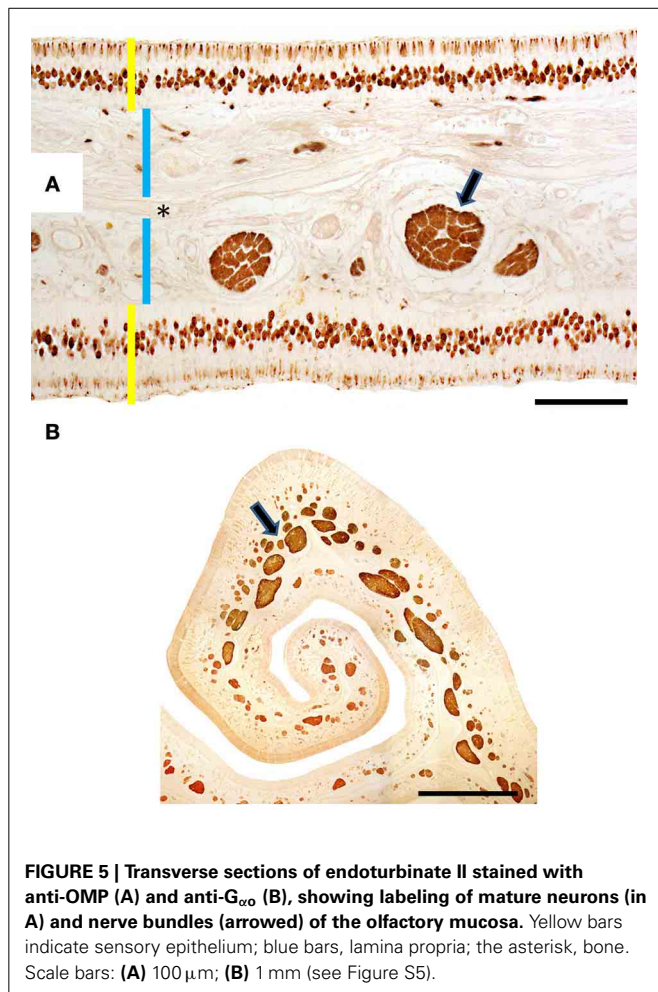 A
*
B
FIGURE 5 | Transverse sections of endoturbinate II stained with
anti-OMP (A) and anti-Gαo (B), showing labeling of mature neurons (in
A) and nerve bundles (arrowed) of the olfactory mucosa. Yellow bars
indicate sensory epithelium; blue bars, lamina propria; the asterisk, bone.
Scale bars: (A) 100 μm; (B) 1 mm (see Figure S5).